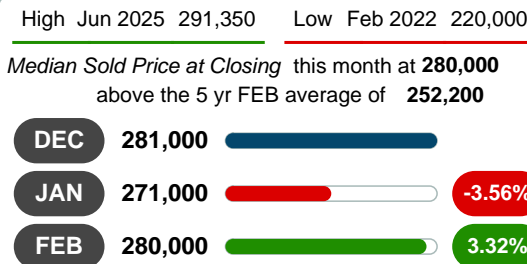 High Jun 2025 291,350 Low Feb 2022 220,000
Median Sold Price at Closing this month at 280,000
above the 5 yr FEB average of 252,200
DEC 281,000
JAN 271,000 -3.56%
FEB 280,000 3.32%